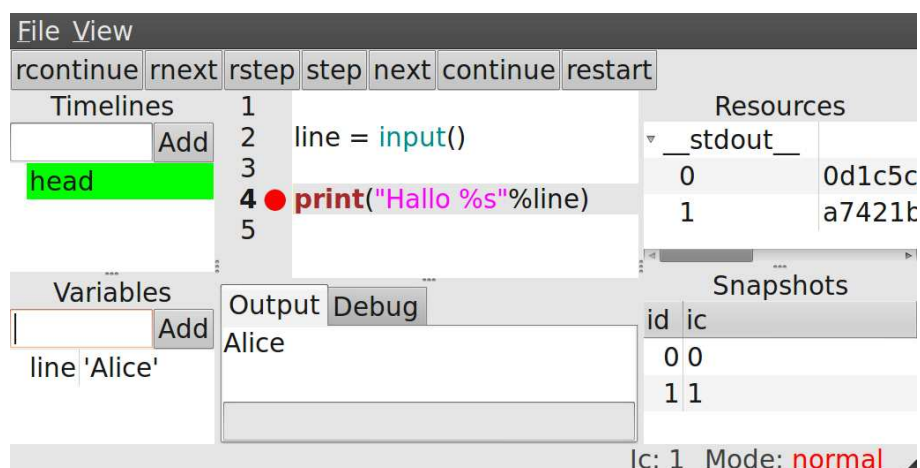 File View
rcontinue rnext rstep step next continue restart
Timelines
Add
head
1
2 line = input()
3
4 print("Hallo %s"%line)
5
Resources
__stdout__
0 0d1c5c
1 a7421b
Variables
Add
line 'Alice'
Output Debug
Alice
Snapshots
id ic
0 0
1 1
Ic: 1 Mode: normal